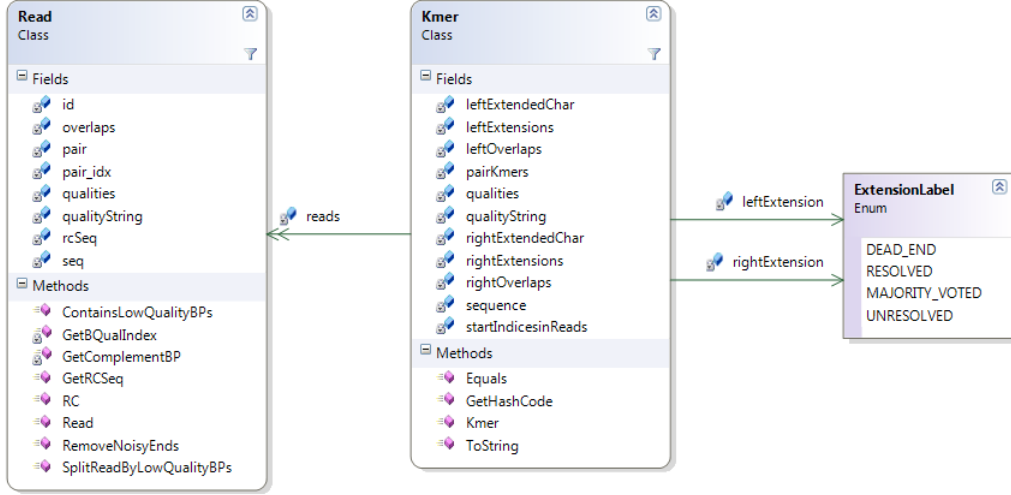 Read
Class
Fields
id
overlaps
pair
pair_idx
qualities
qualityString
rcSeq
seq
Methods
ContainsLowQualityBPs
GetBQualIndex
GetComplementBP
GetRCSeq
RC
Read
RemoveNoisyEnds
SplitReadByLowQualityBPs
reads
Kmer
Class
Fields
leftExtendedChar
leftExtensions
leftOverlaps
pairKmers
qualities
qualityString
rightExtendedChar
rightExtensions
rightOverlaps
sequence
startIndicesinReads
Methods
Equals
GetHashCode
Kmer
ToString
leftExtension
rightExtension
ExtensionLabel
Enum
DEAD_END
RESOLVED
MAJORITY_VOTED
UNRESOLVED